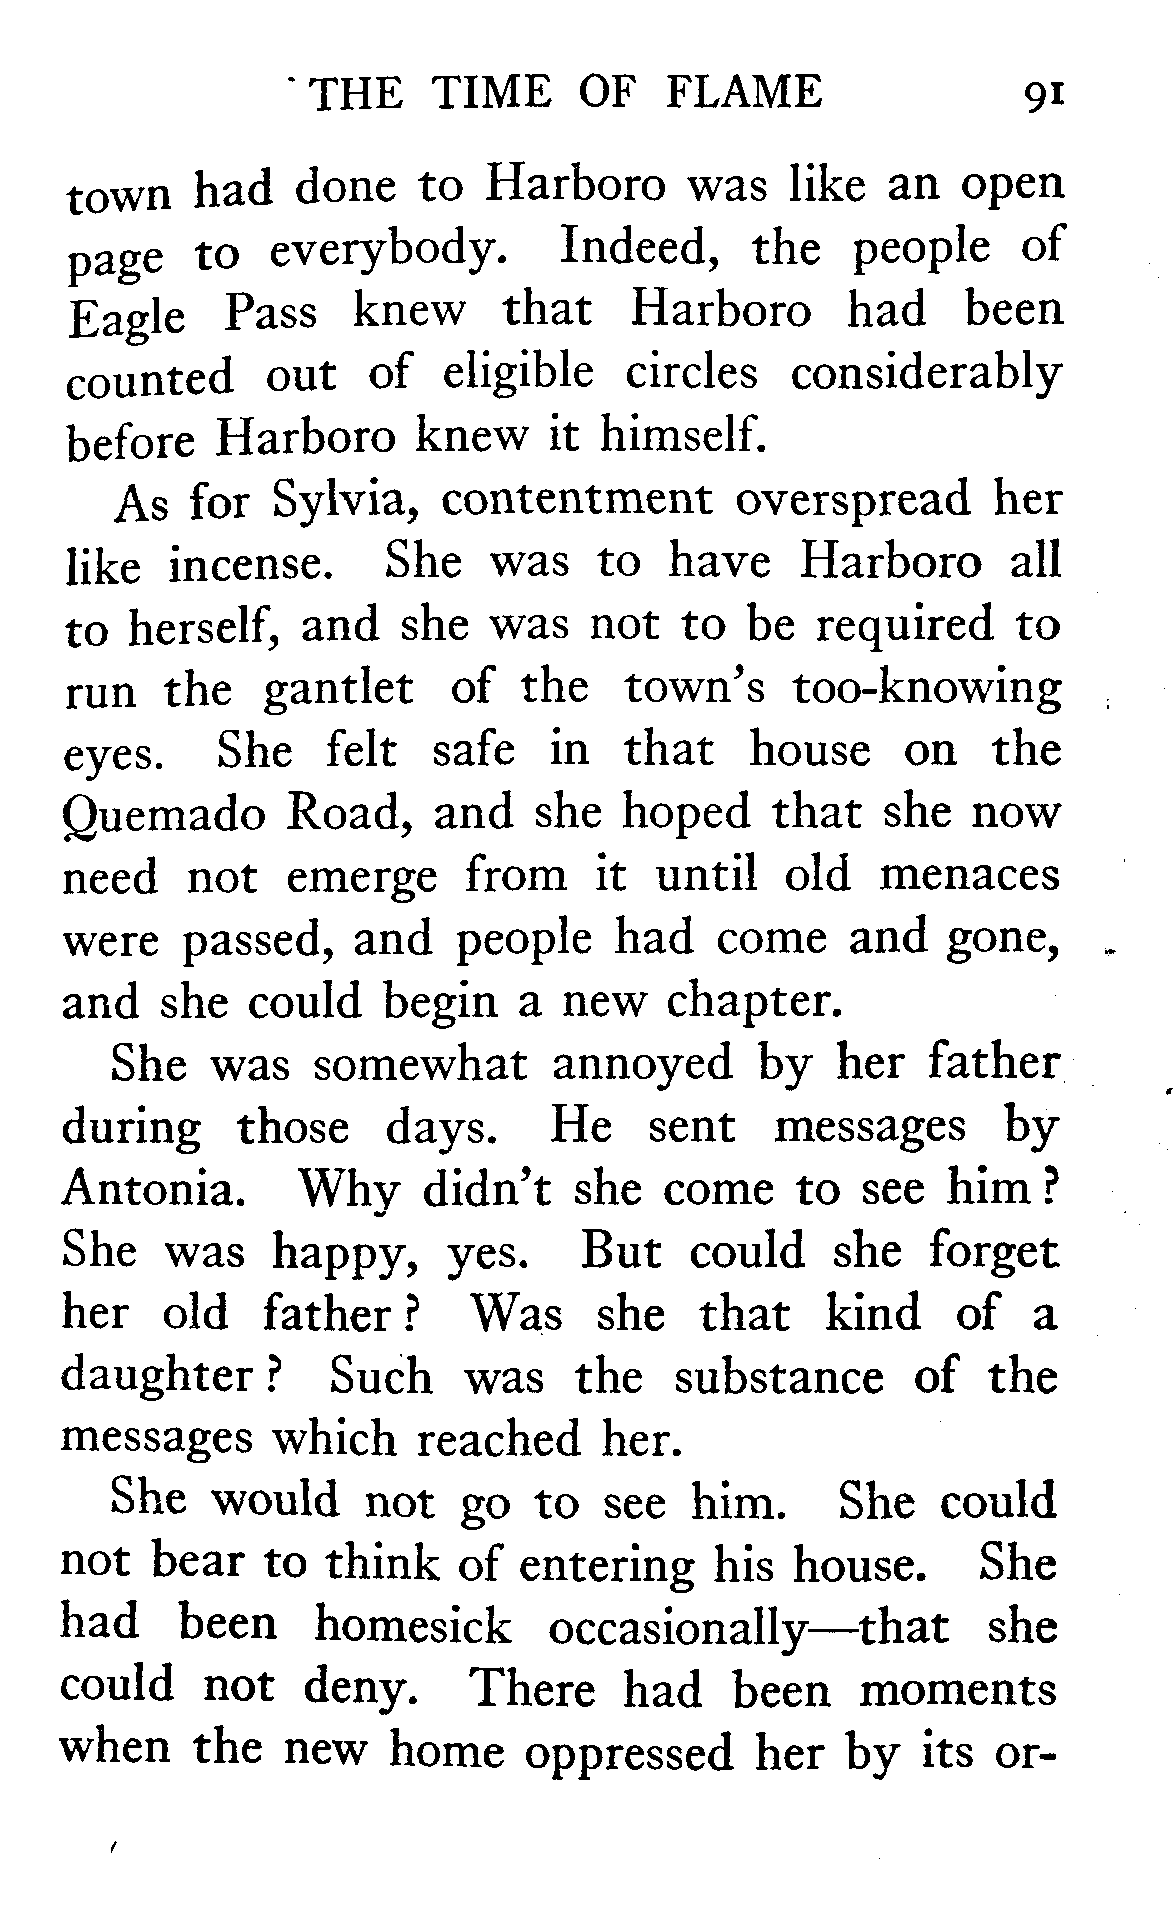 THE TIME OF FLAME 91
town had done to Harboro was like an open
page to everybody. Indeed, the people of
Eagle Pass knew that Harboro had been
counted out of eligible circles considerably
before Harboro knew it himself.
As for Sylvia, contentment overspread her
like incense. She was to have Harboro all
to herself, and she was not to be required to
run the gantlet of the town's too-knowing
eyes. She felt safe in that house on the
Quemado Road, and she hoped that she now
need not emerge from it until old menaces
were passed, and people had come and gone,
and she could begin a new chapter.
She was somewhat annoyed by her father
during those days. He sent messages by
Antonia. Why didn't she come to see him?
She was happy, yes. But could she forget
her old father? Was she that kind of a
daughter? Such was the substance of the
messages which reached her.
She would not go to see him. She could
not bear to think of entering his house. She
had been homesick occasionally—that she
could not deny. There had been moments
when the new home oppressed her by its or-